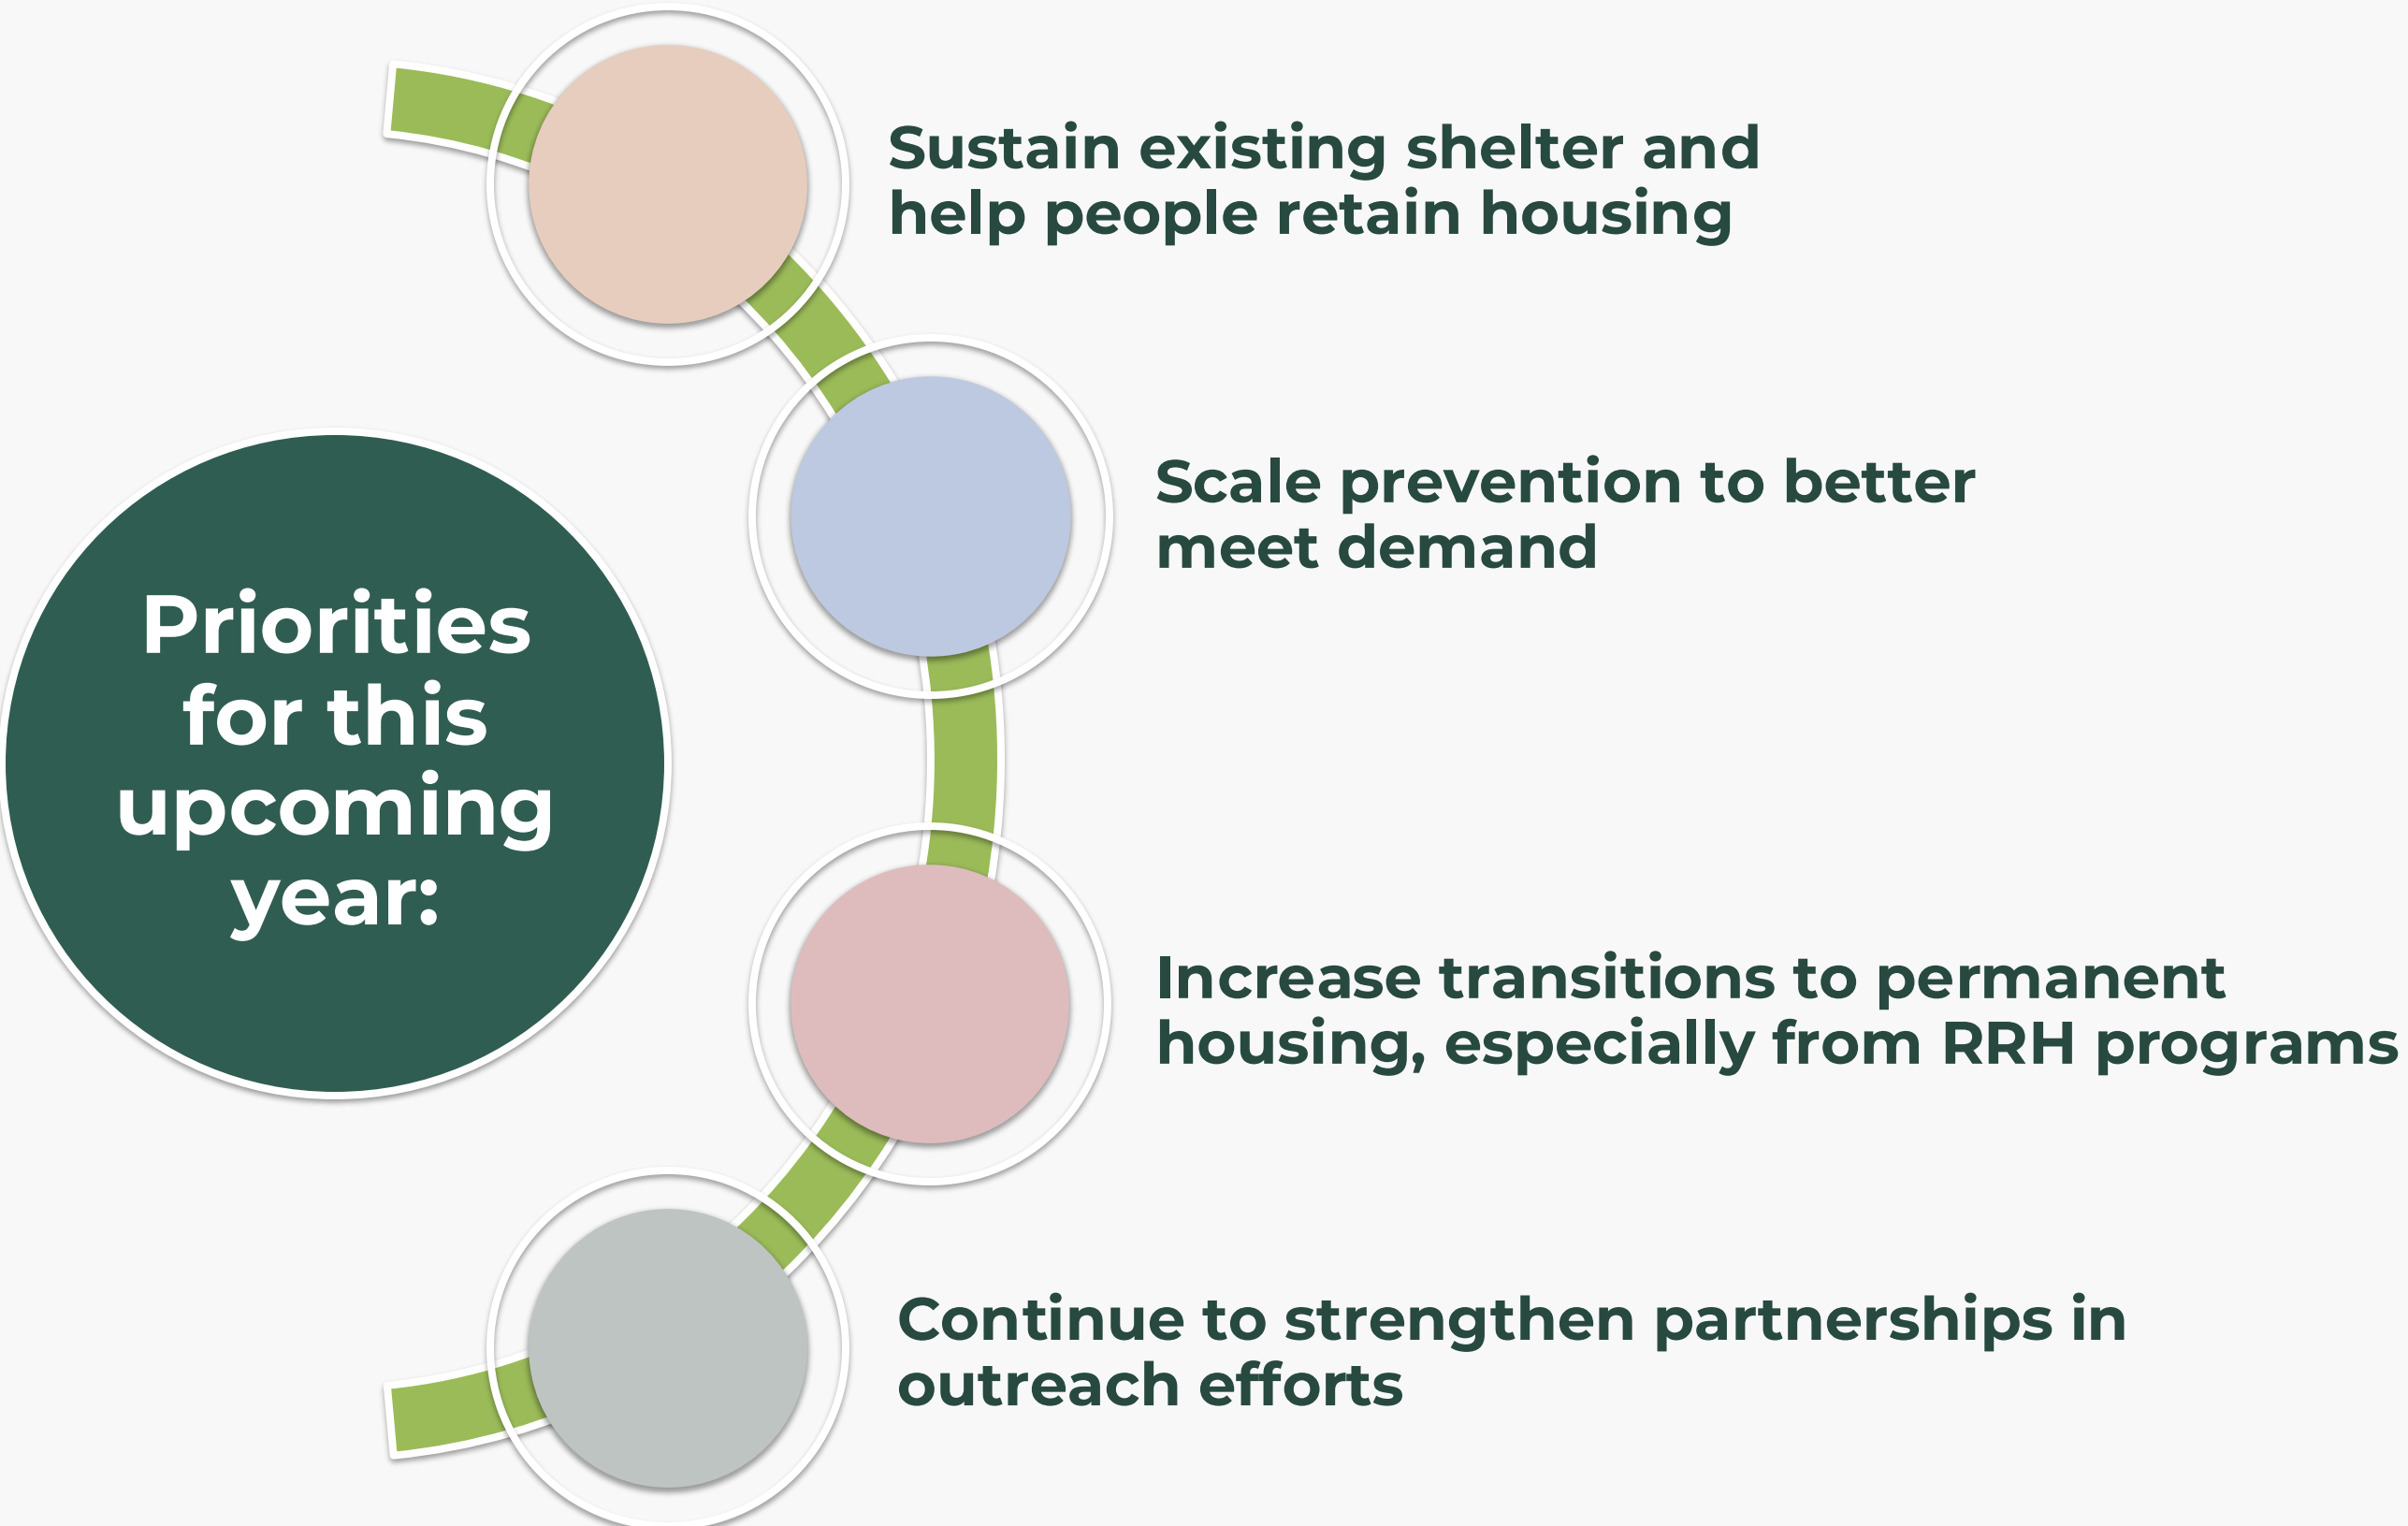 Priorities
for this
upcoming
year:
Sustain existing shelter and
help people retain housing
Scale prevention to better
meet demand
Increase transitions to permanent
housing, especially from RRH programs
Continue to strengthen partnerships in
outreach efforts